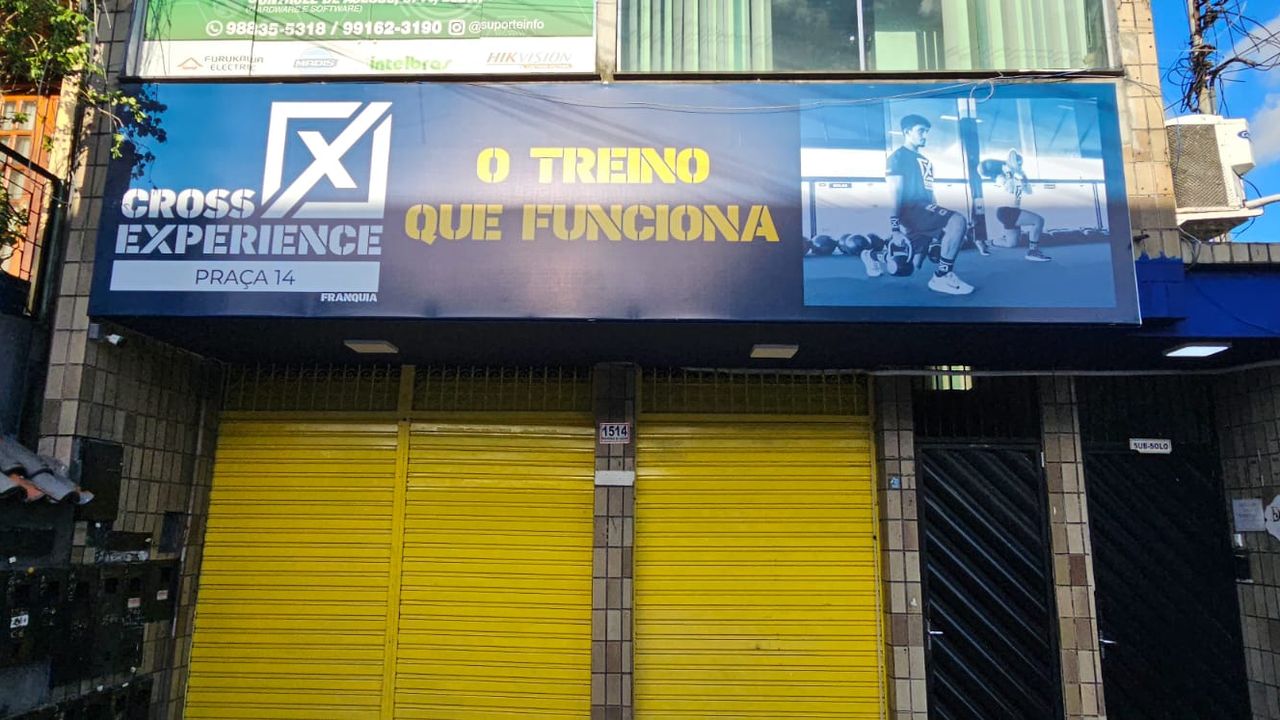 (HARDWARE E SOFTWARE)
98835-5318 / 99162-3190 @suporteinfo
FURUKAWA
ELECTRIC
MADIS
intelbras
HIKVISION
X
CROSS
EXPERIENCE
PRAÇA 14
FRANQUIA
O TREINO
QUE FUNCIONA
1514
SUB-SOLO